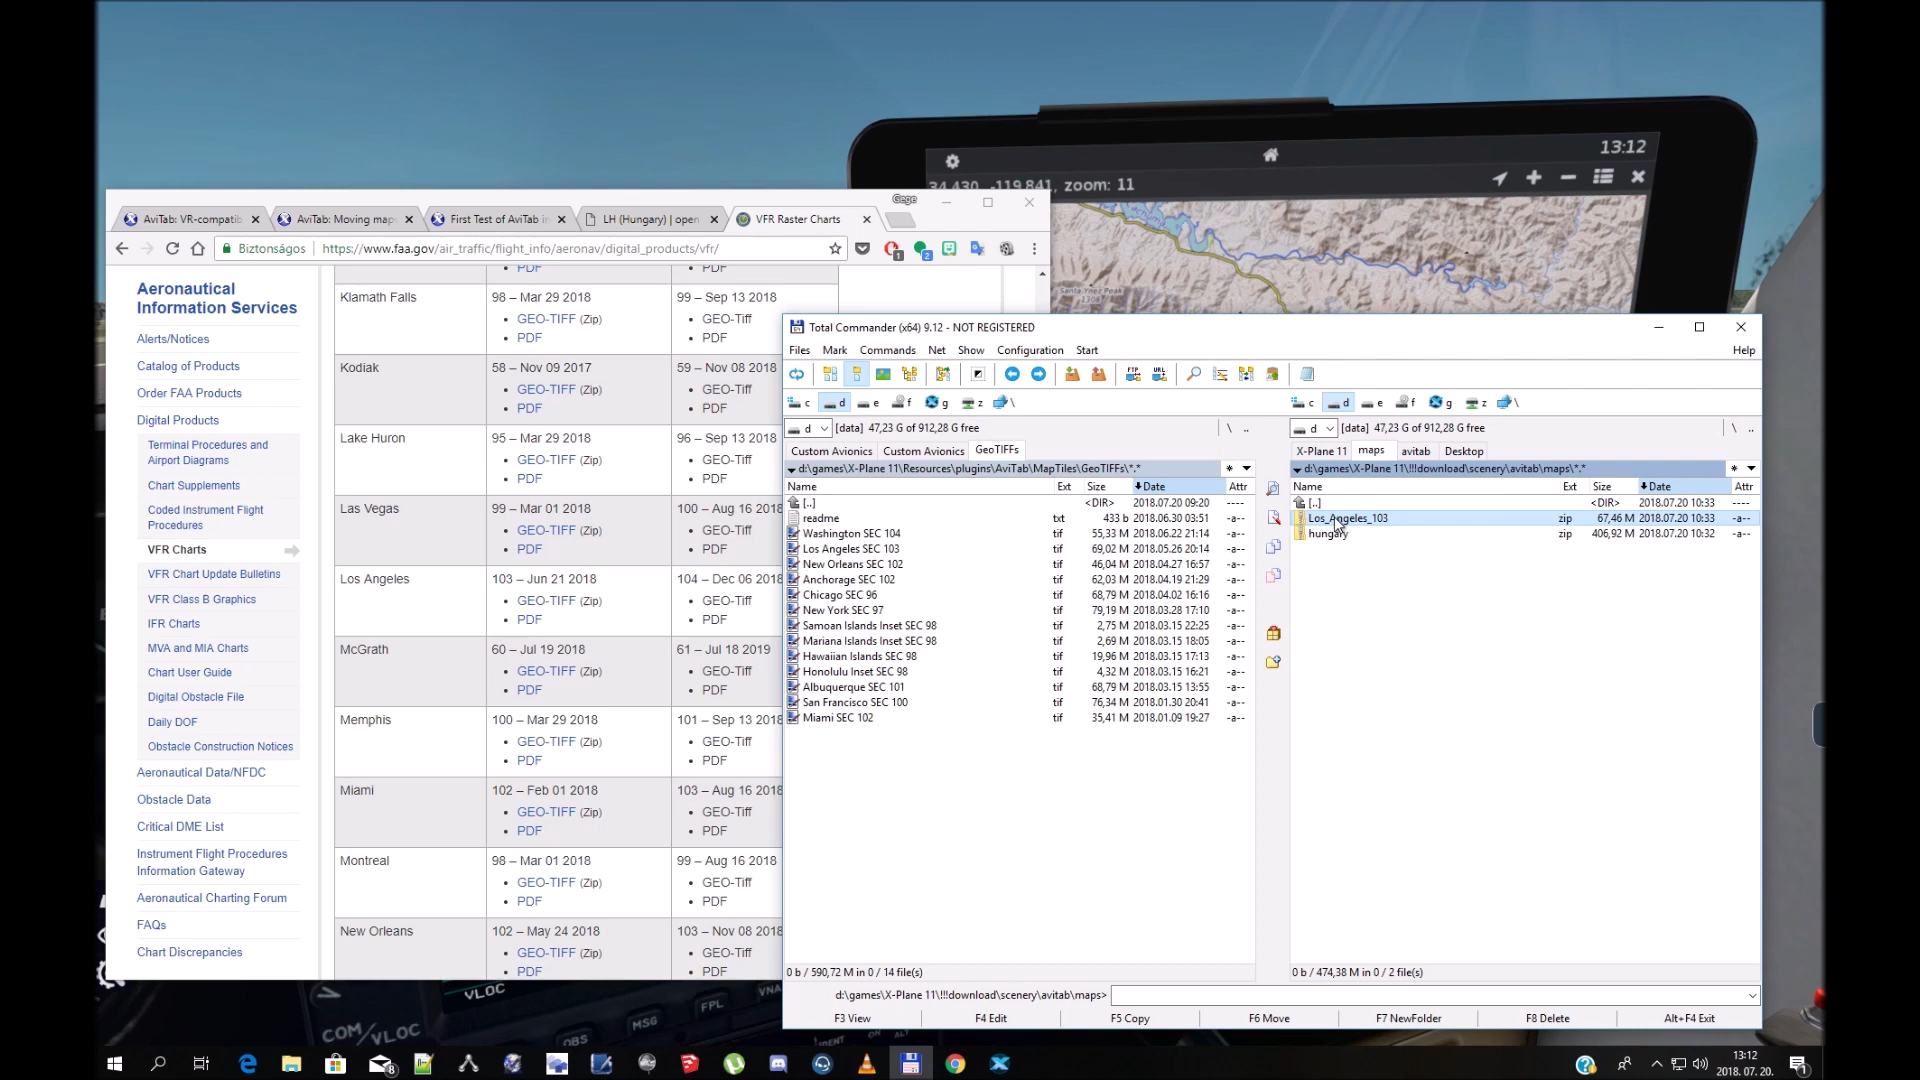 13:12
34.430, -119.841, zoom: 11
Santa Ynez Peak
1308
Gege
AviTab: VR-compatib
AviTab: Moving map
First Test of AviTab in
LH (Hungary) | open
VFR Raster Charts
Biztonságos
https://www.faa.gov/air_traffic/flight_info/aeronav/digital_products/vfr/
1
2
Aeronautical
Information Services
Alerts/Notices
Catalog of Products
Order FAA Products
Digital Products
Terminal Procedures and
Airport Diagrams
Chart Supplements
Coded Instrument Flight
Procedures
VFR Charts
VFR Chart Update Bulletins
VFR Class B Graphics
IFR Charts
MVA and MIA Charts
Chart User Guide
Digital Obstacle File
Daily DOF
Obstacle Construction Notices
Aeronautical Data/NFDC
Obstacle Data
Critical DME List
Instrument Flight Procedures
Information Gateway
Aeronautical Charting Forum
FAQs
Chart Discrepancies
• PDF • PDF
Klamath Falls 98 – Mar 29 2018 99 – Sep 13 2018
• GEO-TIFF (Zip) • GEO-Tiff
• PDF • PDF
Kodiak 58 – Nov 09 2017 59 – Nov 08 2018
• GEO-TIFF (Zip) • GEO-Tiff
• PDF • PDF
Lake Huron 95 – Mar 29 2018 96 – Sep 13 2018
• GEO-TIFF (Zip) • GEO-Tiff
• PDF • PDF
Las Vegas 99 – Mar 01 2018 100 – Aug 16 2018
• GEO-TIFF (Zip) • GEO-Tiff
• PDF • PDF
Los Angeles 103 – Jun 21 2018 104 – Dec 06 2018
• GEO-TIFF (Zip) • GEO-Tiff
• PDF • PDF
McGrath 60 – Jul 19 2018 61 – Jul 18 2019
• GEO-TIFF (Zip) • GEO-Tiff
• PDF • PDF
Memphis 100 – Mar 29 2018 101 – Sep 13 2018
• GEO-TIFF (Zip) • GEO-Tiff
• PDF • PDF
Miami 102 – Feb 01 2018 103 – Aug 16 2018
• GEO-TIFF (Zip) • GEO-Tiff
• PDF • PDF
Montreal 98 – Mar 01 2018 99 – Aug 16 2018
• GEO-TIFF (Zip) • GEO-Tiff
• PDF • PDF
New Orleans 102 – May 24 2018 103 – Nov 08 2018
• GEO-TIFF (Zip) • GEO-Tiff
• PDF • PDF
Total Commander (x64) 9.12 - NOT REGISTERED
Files Mark Commands Net Show Configuration Start Help
FTP URL
c d e f g z \ c d e f g z \
d [data] 47,23 G of 912,28 G free \ .. d [data] 47,23 G of 912,28 G free \ ..
Custom Avionics Custom Avionics GeoTIFFs
d:\games\X-Plane 11\Resources\plugins\AviTab\MapTiles\GeoTIFFs\*.* *
Name Ext Size Date Attr
[..] <DIR> 2018.07.20 09:20 ----
readme txt 433 b 2018.06.30 03:51 -a--
Washington SEC 104 tif 55,33 M 2018.06.22 21:14 -a--
Los Angeles SEC 103 tif 69,02 M 2018.05.26 20:14 -a--
New Orleans SEC 102 tif 46,04 M 2018.04.27 16:57 -a--
Anchorage SEC 102 tif 62,03 M 2018.04.19 21:29 -a--
Chicago SEC 96 tif 68,79 M 2018.04.02 16:16 -a--
New York SEC 97 tif 79,19 M 2018.03.28 17:10 -a--
Samoan Islands Inset SEC 98 tif 2,75 M 2018.03.15 22:25 -a--
Mariana Islands Inset SEC 98 tif 2,69 M 2018.03.15 18:05 -a--
Hawaiian Islands SEC 98 tif 19,96 M 2018.03.15 17:13 -a--
Honolulu Inset SEC 98 tif 4,32 M 2018.03.15 16:21 -a--
Albuquerque SEC 101 tif 68,79 M 2018.03.15 13:55 -a--
San Francisco SEC 100 tif 76,34 M 2018.01.30 20:41 -a--
Miami SEC 102 tif 35,41 M 2018.01.09 19:27 -a--
0 b / 590,72 M in 0 / 14 file(s)
X-Plane 11 maps avitab Desktop
d:\games\X-Plane 11\!!!download\scenery\avitab\maps\*.* *
Name Ext Size Date Attr
[..] <DIR> 2018.07.20 10:33 ----
Los_Angeles_103 zip 67,46 M 2018.07.20 10:33 -a--
hungary zip 406,92 M 2018.07.20 10:32 -a--
0 b / 474,38 M in 0 / 2 file(s)
d:\games\X-Plane 11\!!!download\scenery\avitab\maps>
F3 View F4 Edit F5 Copy F6 Move F7 NewFolder F8 Delete Alt+F4 Exit
VLOC
COM/VLOC
OBS
MSG
FPL
VNA
8
13:12
2018. 07. 20.
1